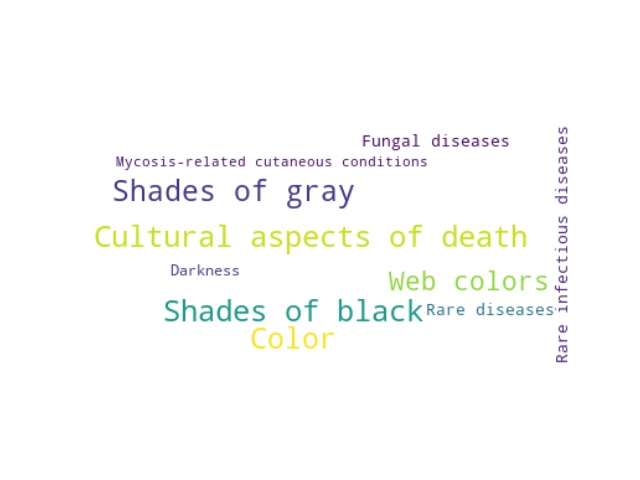 Fungal diseases
Mycosis-related cutaneous conditions
Shades of gray
Cultural aspects of death
Darkness
Web colors
Shades of black
Rare diseases
Color
Rare infectious diseases